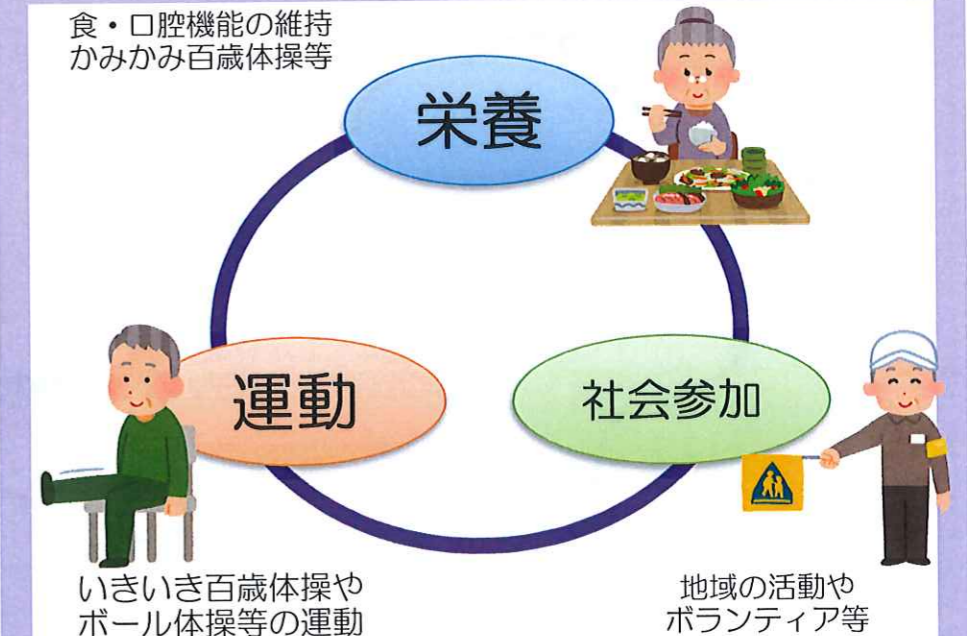 食・口腔機能の維持
かみかみ百歳体操等
栄養
運動
社会参加
いきいき百歳体操や
ボール体操等の運動
地域の活動や
ボランティア等